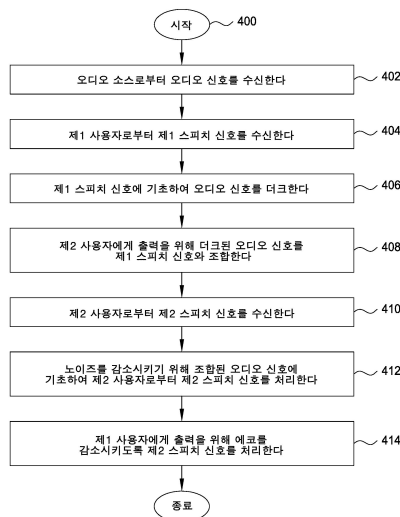 시작
400
오디오 소스로부터 오디오 신호를 수신한다
402
제1 사용자로부터 제1 스피치 신호를 수신한다
404
제1 스피치 신호에 기초하여 오디오 신호를 더크한다
406
제2 사용자에게 출력을 위해 더크된 오디오 신호를
제1 스피치 신호와 조합한다
408
제2 사용자로부터 제2 스피치 신호를 수신한다
410
노이즈를 감소시키기 위해 조합된 오디오 신호에
기초하여 제2 사용자로부터 제2 스피치 신호를 처리한다
412
제1 사용자에게 출력을 위해 에코를
감소시키도록 제2 스피치 신호를 처리한다
414
종료